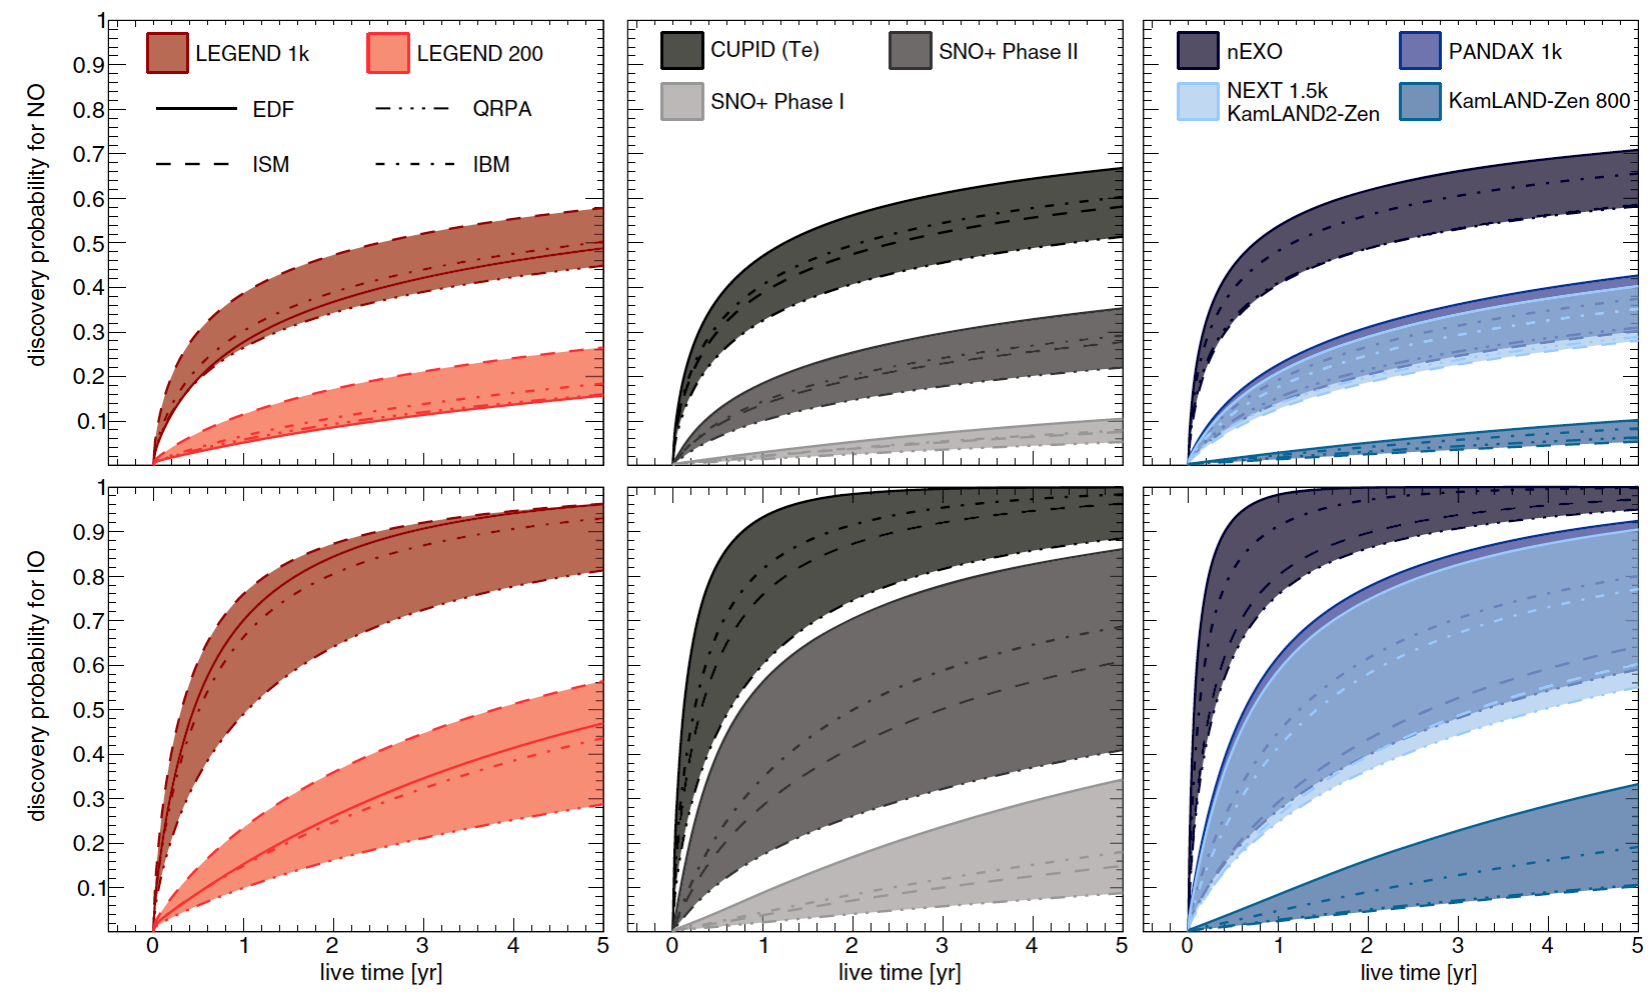 discovery probability for NO
1
0.9
0.8
0.7
0.6
0.5
0.4
0.3
0.2
0.1
LEGEND 1k
LEGEND 200
EDF
QRPA
ISM
IBM
CUPID (Te)
SNO+ Phase II
SNO+ Phase I
nEXO
PANDAX 1k
NEXT 1.5k
KamLAND2-Zen
KamLAND-Zen 800
discovery probability for IO
1
0.9
0.8
0.7
0.6
0.5
0.4
0.3
0.2
0.1
0 1 2 3 4 5
live time [yr]
0 1 2 3 4 5
live time [yr]
0 1 2 3 4 5
live time [yr]